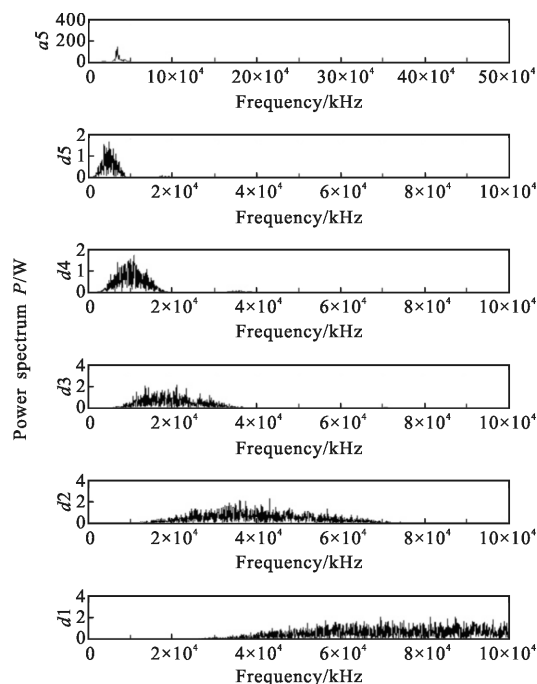 400
200
0
a5
0 10×10⁴ 20×10⁴ 30×10⁴ 40×10⁴ 50×10⁴
Frequency/kHz
2
1
0
d5
0 2×10⁴ 4×10⁴ 6×10⁴ 8×10⁴ 10×10⁴
Frequency/kHz
2
1
0
d4
0 2×10⁴ 4×10⁴ 6×10⁴ 8×10⁴ 10×10⁴
Frequency/kHz
Power spectrum P/W
4
2
0
d3
0 2×10⁴ 4×10⁴ 6×10⁴ 8×10⁴ 10×10⁴
Frequency/kHz
4
2
0
d2
0 2×10⁴ 4×10⁴ 6×10⁴ 8×10⁴ 10×10⁴
Frequency/kHz
4
2
0
d1
0 2×10⁴ 4×10⁴ 6×10⁴ 8×10⁴ 10×10⁴
Frequency/kHz